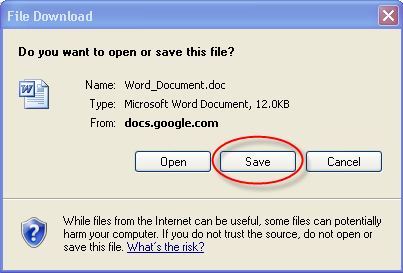 File Download
Do you want to open or save this file?
Name: Word_Document.doc
Type: Microsoft Word Document, 12.0KB
From: docs.google.com
Open Save Cancel
While files from the Internet can be useful, some files can potentially
harm your computer. If you do not trust the source, do not open or
save this file. What's the risk?